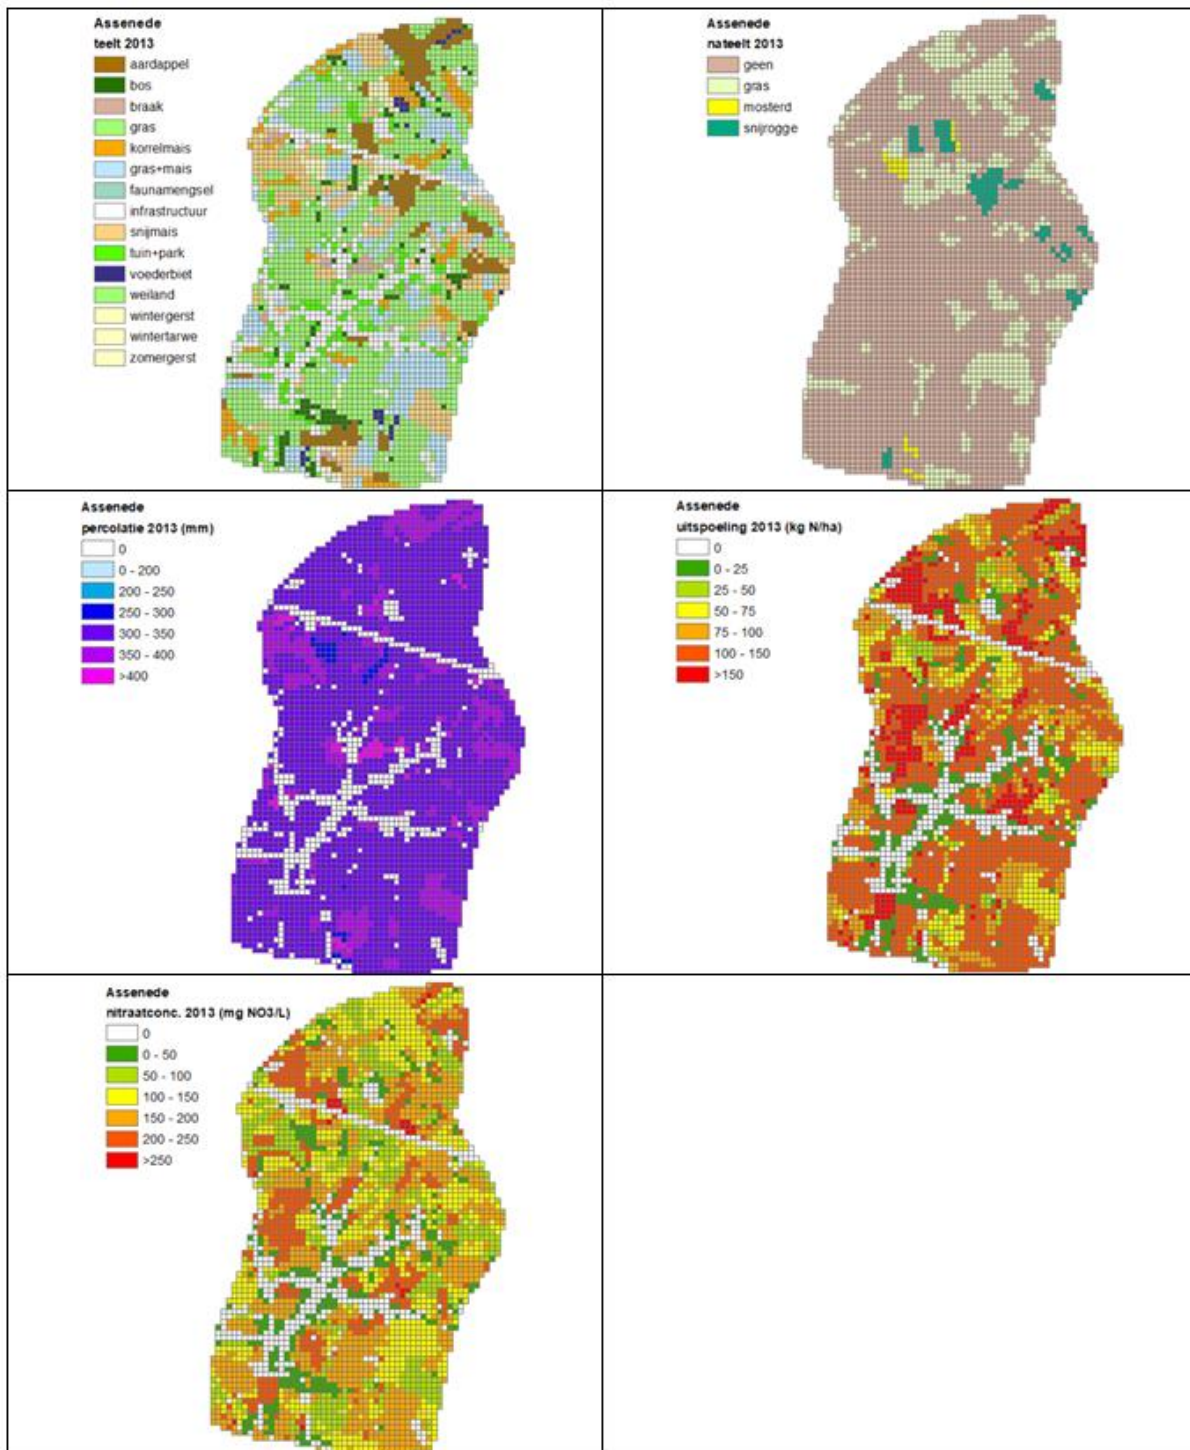 Assenede
teelt 2013
aardappel
bos
braak
gras
korrelmais
gras+mais
faunamengsel
infrastructuur
snijmais
tuin+park
voederbiet
weiland
wintergerst
wintertarwe
zomergerst
Assenede
nateelt 2013
geen
gras
mosterd
snijrogge
Assenede
percolatie 2013 (mm)
0
0 - 200
200 - 250
250 - 300
300 - 350
350 - 400
>400
Assenede
uitspoeling 2013 (kg N/ha)
0
0 - 25
25 - 50
50 - 75
75 - 100
100 - 150
>150
Assenede
nitraatconc. 2013 (mg NO3/L)
0
0 - 50
50 - 100
100 - 150
150 - 200
200 - 250
>250